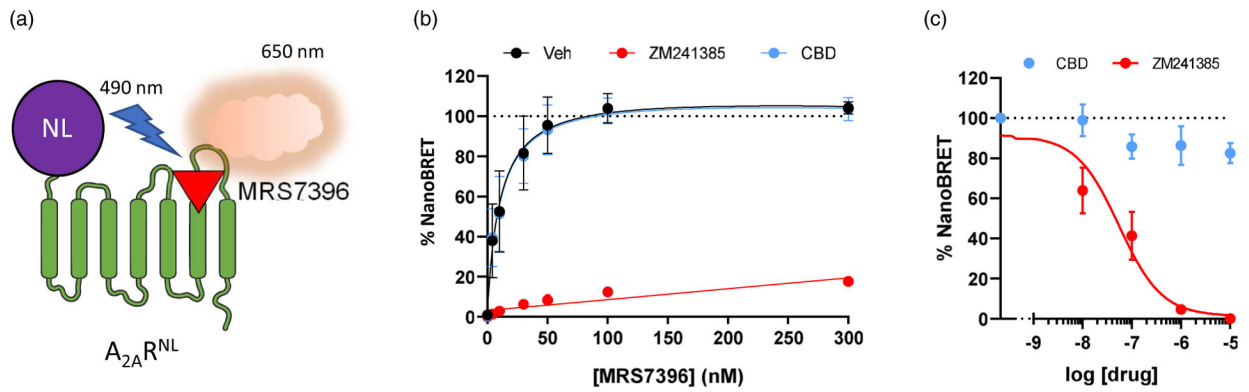 (a)
650 nm
490 nm
NL
MRS7396
A2ARNL
(b)
Veh ZM241385 CBD
% NanoBRET
120
100
80
60
40
20
0
0 50 100 150 200 250 300
[MRS7396] (nM)
(c)
CBD ZM241385
% NanoBRET
120
100
80
60
40
20
0
-9 -8 -7 -6 -5
log [drug]